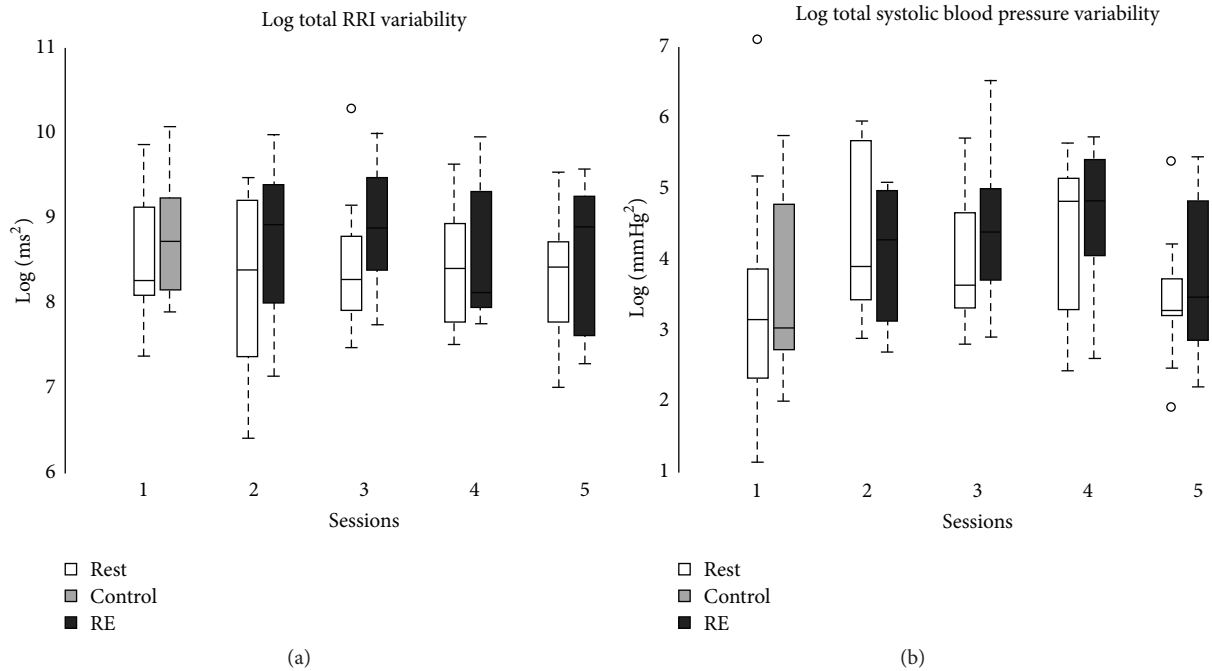 Log total RRI variability
11
10
9
8
7
6
Log (ms²)
1 2 3 4 5
Sessions
Rest
Control
RE
(a)
Log total systolic blood pressure variability
7
6
5
4
3
2
1
Log (mmHg²)
1 2 3 4 5
Sessions
Rest
Control
RE
(b)